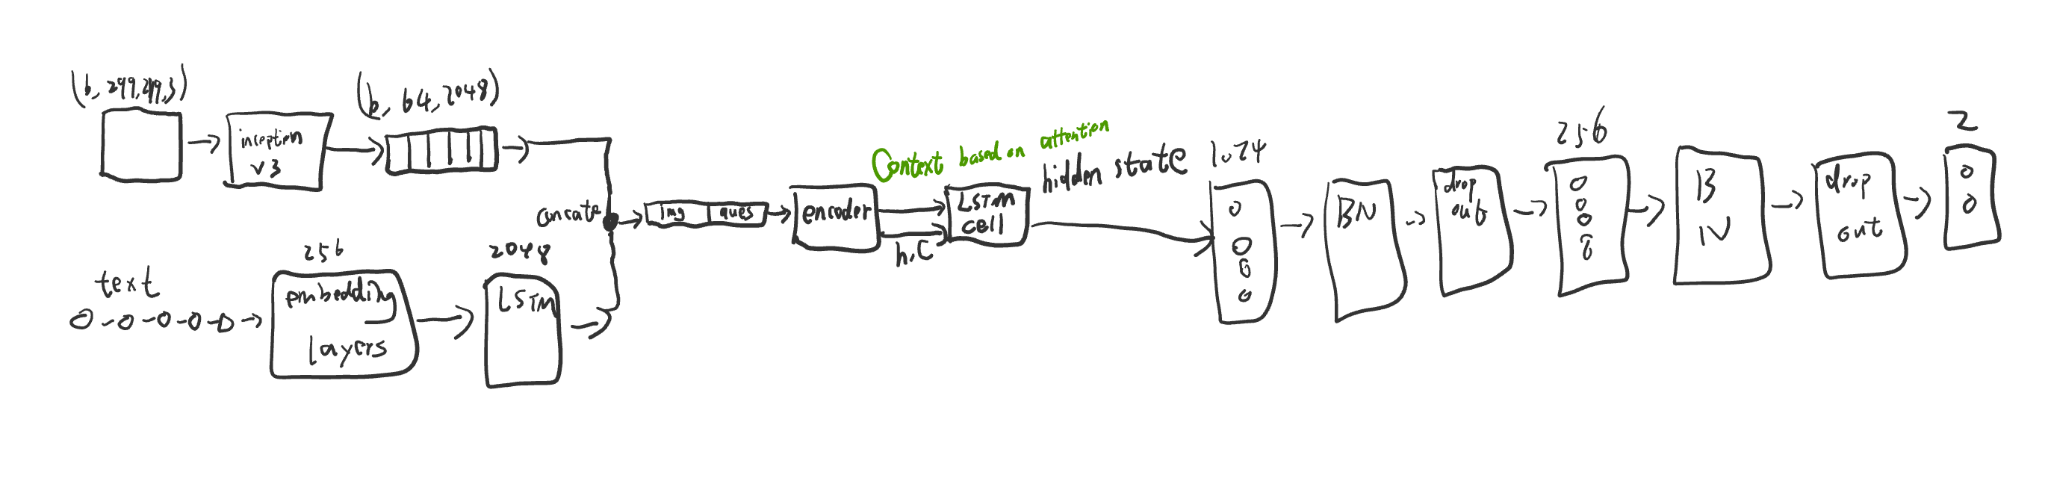 (b, 299, 299, 3)
inception
v3
(b, 64, 2048)
text
256
embedding
layers
2048
LSTM
concate
img ques
encoder
Context based on attention
h, C
LSTM
cell
hidden state
1024
BN
drop
out
256
BN
drop
out
2